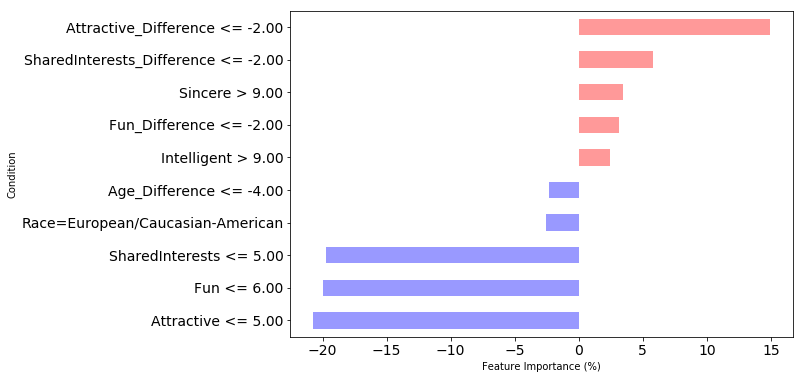 Attractive_Difference <= -2.00
SharedInterests_Difference <= -2.00
Sincere > 9.00
Fun_Difference <= -2.00
Intelligent > 9.00
Age_Difference <= -4.00
Race=European/Caucasian-American
SharedInterests <= 5.00
Fun <= 6.00
Attractive <= 5.00
Condition
−20 −15 −10 −5 0 5 10 15
Feature Importance (%)